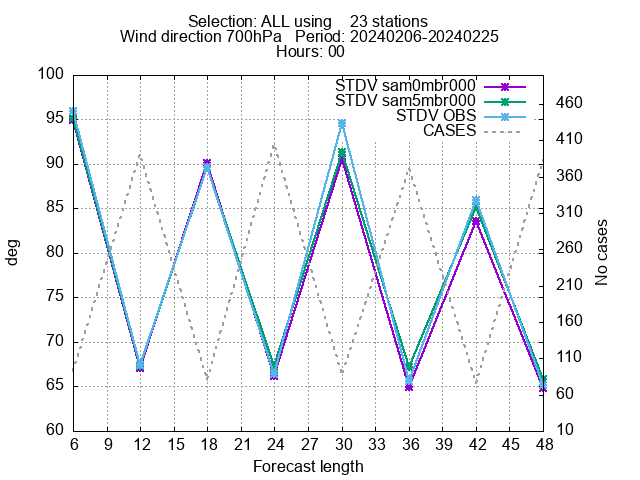 Selection: ALL using    23 stations
Wind direction 700hPa   Period: 20240206-20240225
Hours: 00
STDV sam0mbr000
STDV sam5mbr000
STDV OBS
CASES
100
95
90
85
80
75
70
65
60
deg
460
410
360
310
260
210
160
110
60
10
No cases
6 9 12 15 18 21 24 27 30 33 36 39 42 45 48
Forecast length